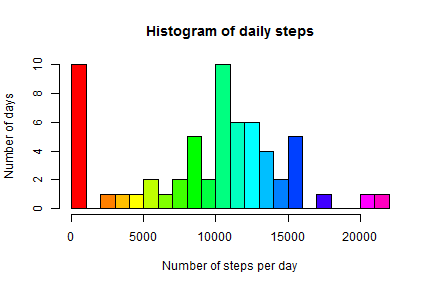 Histogram of daily steps
Number of days
10
8
6
4
2
0
0 5000 10000 15000 20000
Number of steps per day